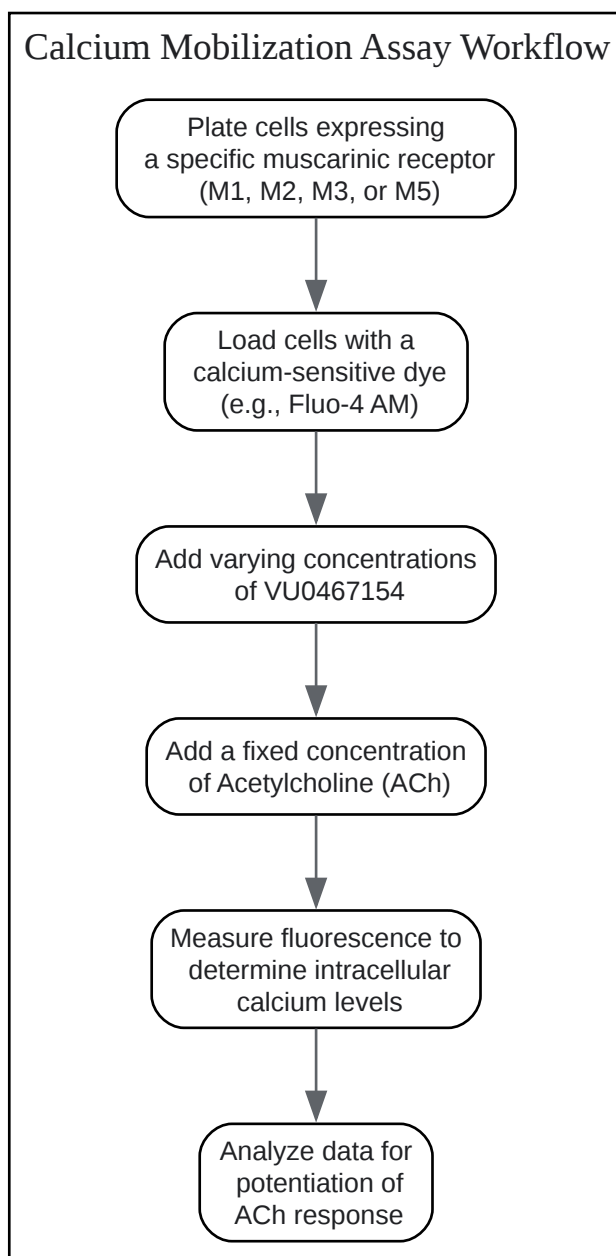 Calcium Mobilization Assay Workflow
Plate cells expressing
a specific muscarinic receptor
(M1, M2, M3, or M5)
Load cells with a
calcium-sensitive dye
(e.g., Fluo-4 AM)
Add varying concentrations
of VU0467154
Add a fixed concentration
of Acetylcholine (ACh)
Measure fluorescence to
determine intracellular
calcium levels
Analyze data for
potentiation of
ACh response